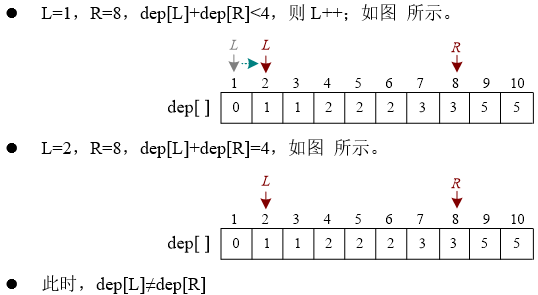 ● L=1，R=8，dep[L]+dep[R]<4，则 L++；如图 所示。
L L R
1 2 3 4 5 6 7 8 9 10
dep[ ] 0 1 1 2 2 2 3 3 5 5
● L=2，R=8，dep[L]+dep[R]=4，如图 所示。
L R
1 2 3 4 5 6 7 8 9 10
dep[ ] 0 1 1 2 2 2 3 3 5 5
● 此时，dep[L]≠dep[R]